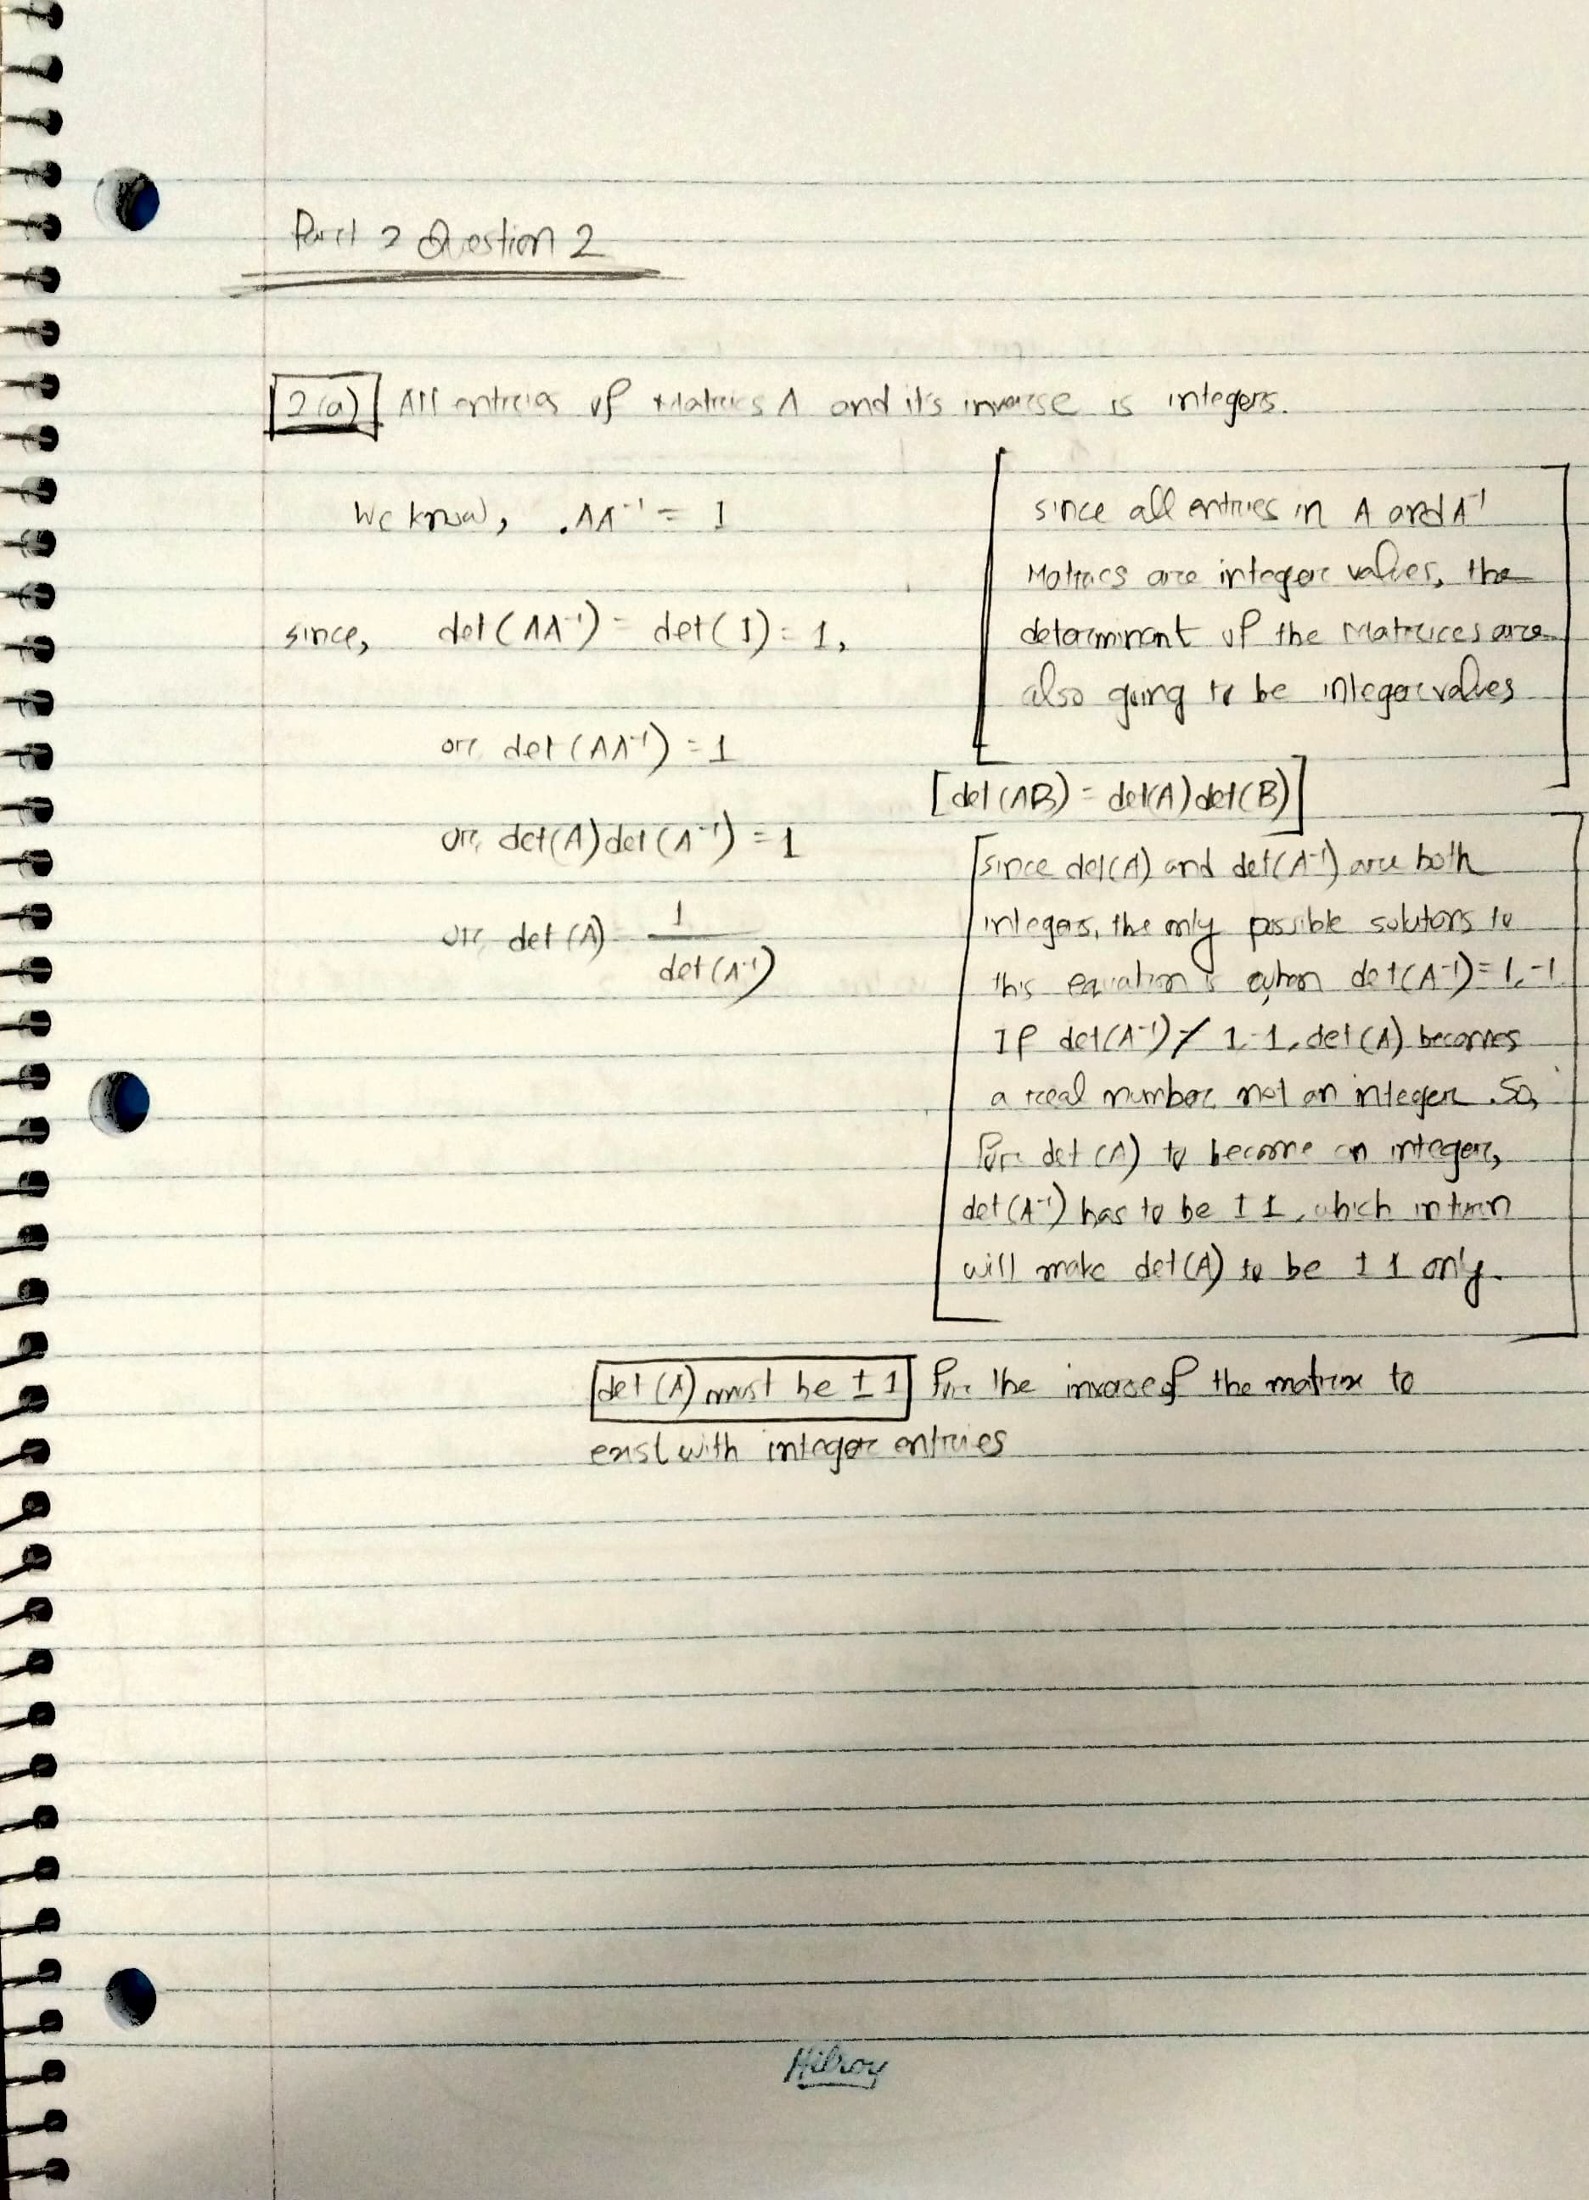 Part 2 Question 2
2(a) All entries of Matrics A and it's inverse is integers.
We know, AA⁻¹ = I
since, det(AA⁻¹) = det(I) = 1,
or, det(AA⁻¹) = 1
or, det(A)det(A⁻¹) = 1
or, det(A) = 1/det(A⁻¹)
[since all entries in A and A⁻¹
Matrics are integer values, the
determinant of the Matrices are
also going to be integer values]
[det(AB) = det(A)det(B)]
[since det(A) and det(A⁻¹) are both
integers, the only possible solutions to
this equation is when det(A⁻¹)=1,-1
If det(A⁻¹)≠ 1,-1, det(A) becomes
a real number, not an integer. So,
For det(A) to become an integer,
det(A⁻¹) has to be ±1, which in turn
will make det(A) to be ±1 only.]
det(A) must be ±1 for the inverse of the matrix to
exist with integer entries
Hilroy